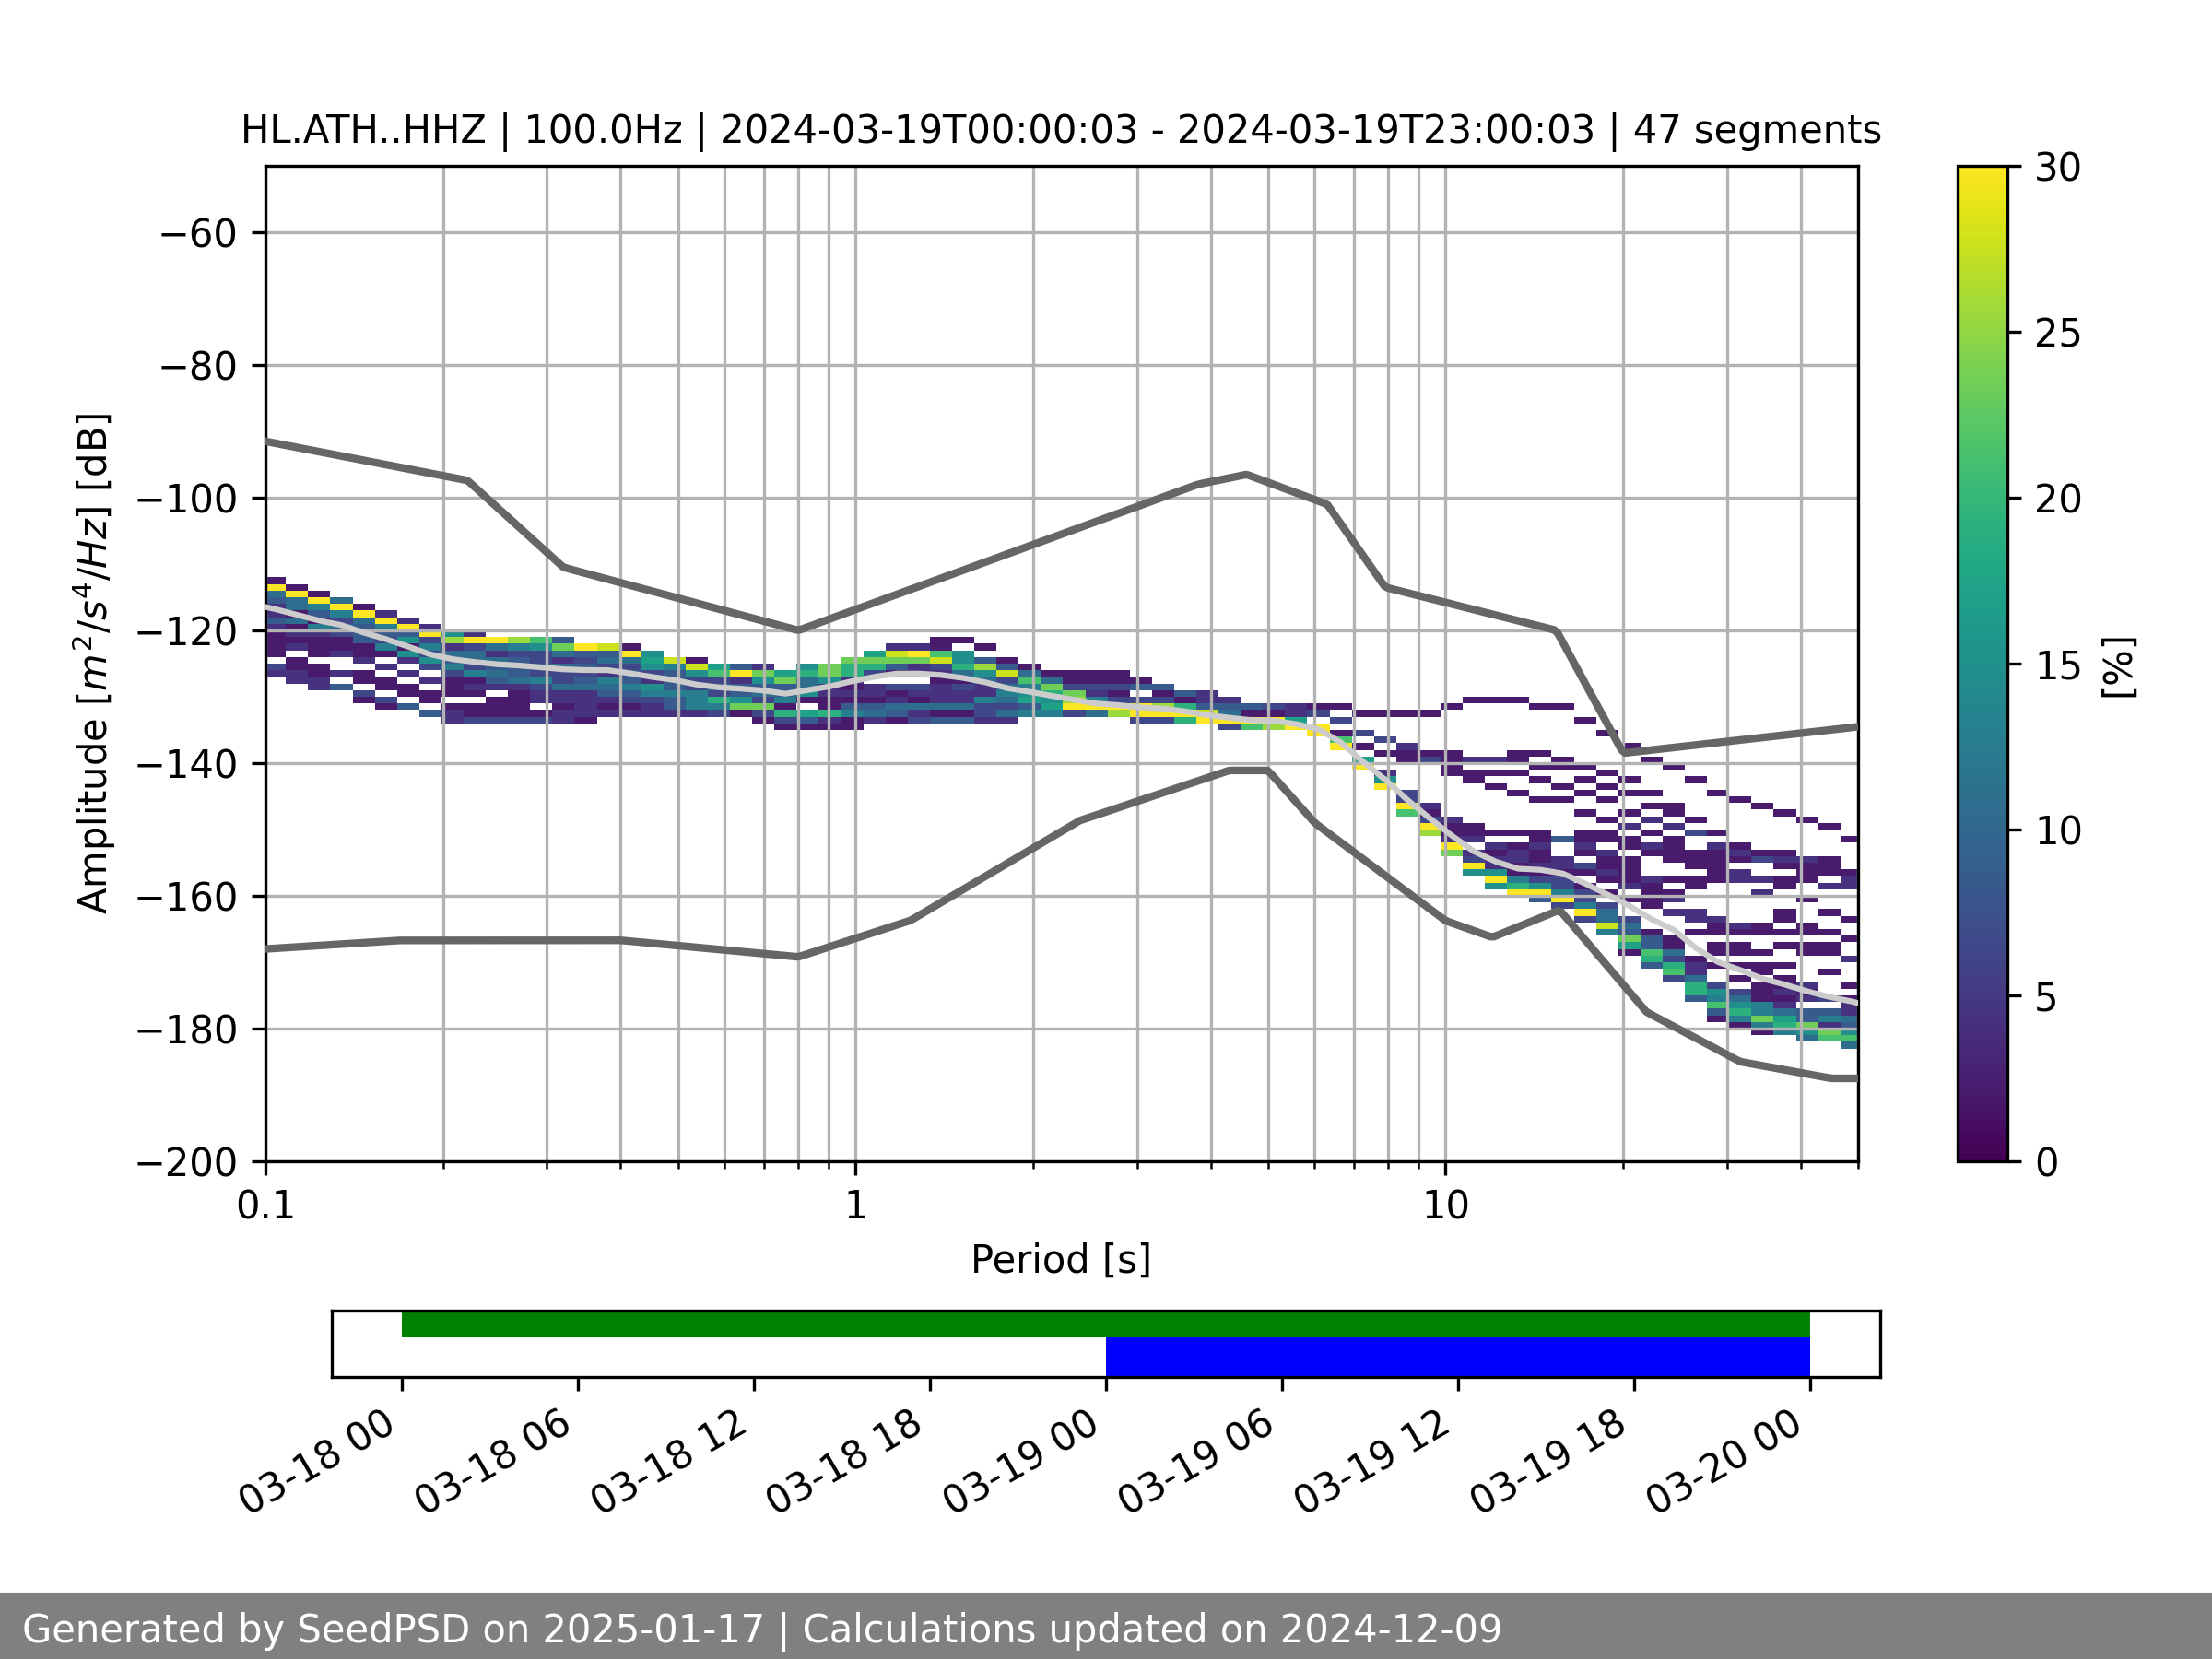 HL.ATH..HHZ | 100.0Hz | 2024-03-19T00:00:03 - 2024-03-19T23:00:03 | 47 segments
Amplitude [m²/s⁴/Hz] [dB]
−60
−80
−100
−120
−140
−160
−180
−200
0.1 1 10
Period [s]
30
25
20
15
10
5
0
[%]
03-18 00 03-18 06 03-18 12 03-18 18 03-19 00 03-19 06 03-19 12 03-19 18 03-20 00
Generated by SeedPSD on 2025-01-17 | Calculations updated on 2024-12-09